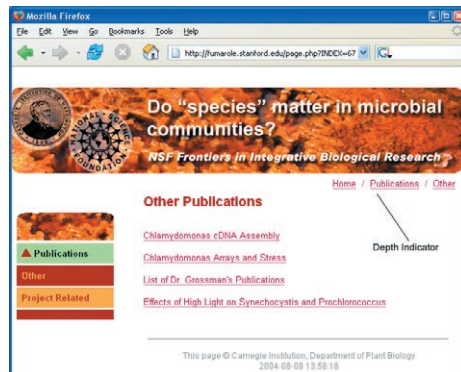 Mozilla Firefox
File Edit View Go Bookmarks Tools Help
http://fumarole.stanford.edu/page.php?INDEX=67
Do "species" matter in microbial
communities?
NATIONAL SCIENCE FOUNDATION
NSF Frontiers in Integrative Biological Research
Home / Publications / Other
Other Publications
Depth Indicator
Publications
Other
Project Related
Chlamydomonas cDNA Assembly
Chlamydomonas Arrays and Stress
List of Dr. Grossman's Publications
Effects of High Light on Synechocystis and Prochlorococcus
This page © Carnegie Institution, Department of Plant Biology
2004-08-08 13:58:18